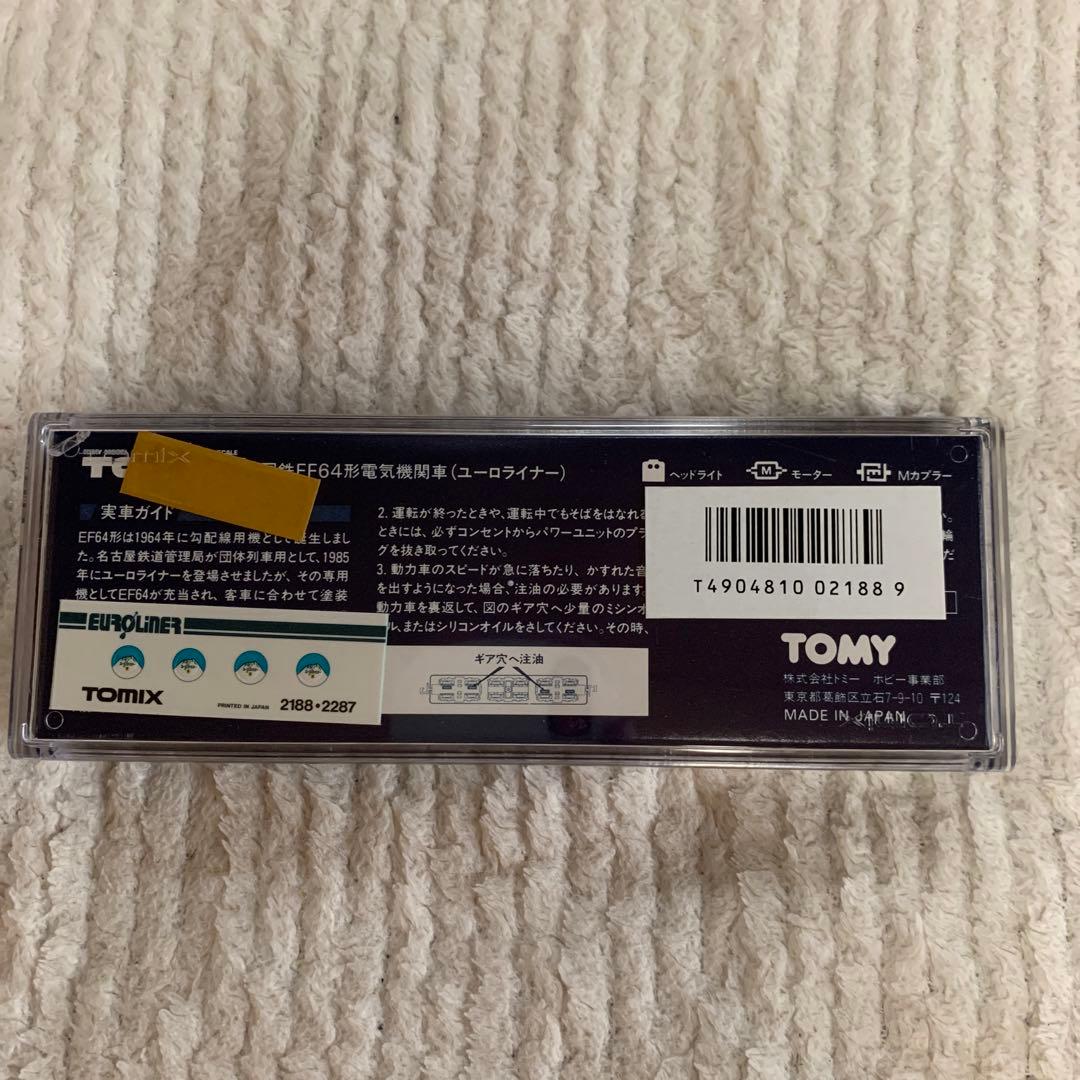 TOMIX
SCALE
鉄EF64形電気機関車(ユーロライナー)
ヘッドライト
モーター
Mカプラー
実車ガイド
EF64形は1964年に勾配線用機として誕生しまし
た。名古屋鉄道管理局が団体列車用として、1985
年にユーロライナーを登場させましたが、その専用
機としてEF64が充当され、客車に合わせて塗装
EUROLINER
TOMIX
PRINTED IN JAPAN
2188・2287
2. 運転が終ったときや、運転中でもそばをはなれる
ときには、必ずコンセントからパワーユニットのプラ
グを抜き取ってください。
3. 動力車のスピードが急に落ちたり、かすれた音
を出すようになった場合、注油の必要があります。
動力車を裏返して、図のギア穴へ少量のミシンオ
ル、またはシリコンオイルをさしてください。その時、
ギア穴へ注油
T4904810 02188 9
TOMY
株式会社トミー ホビー事業部
東京都葛飾区立石7-9-10 〒124
MADE IN JAPAN